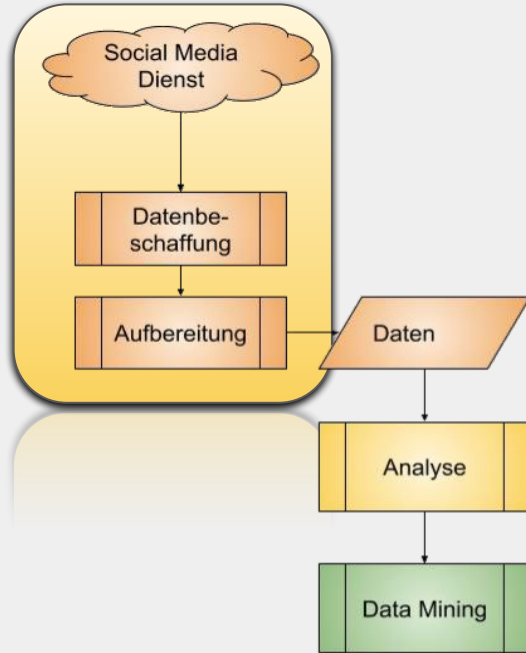 Social Media
Dienst
Datenbe-
schaffung
Aufbereitung
Daten
Analyse
Data Mining